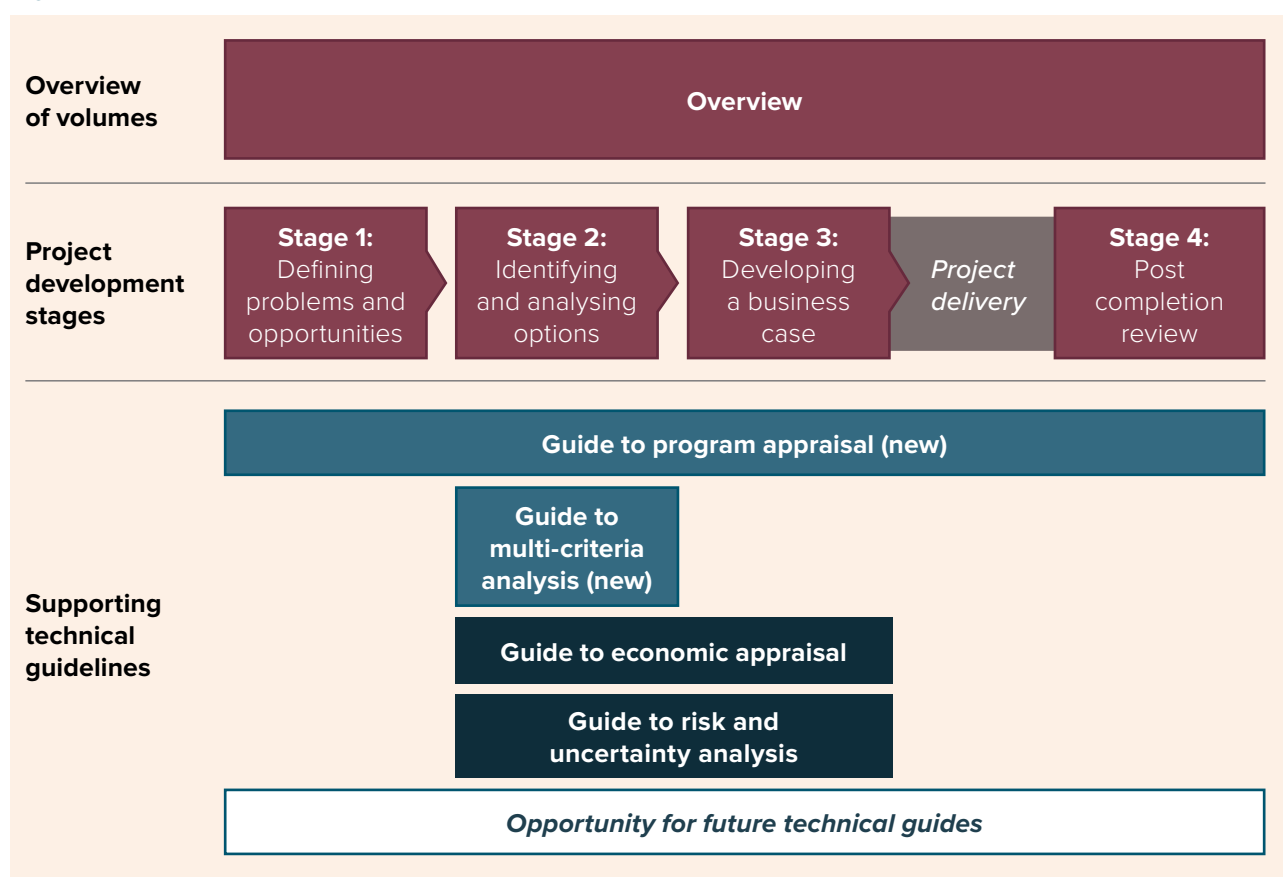 Overview
of volumes
Overview
Project
development
stages
Stage 1:
Defining
problems and
opportunities
Stage 2:
Identifying
and analysing
options
Stage 3:
Developing
a business
case
Project
delivery
Stage 4:
Post
completion
review
Supporting
technical
guidelines
Guide to program appraisal (new)
Guide to
multi-criteria
analysis (new)
Guide to economic appraisal
Guide to risk and
uncertainty analysis
Opportunity for future technical guides